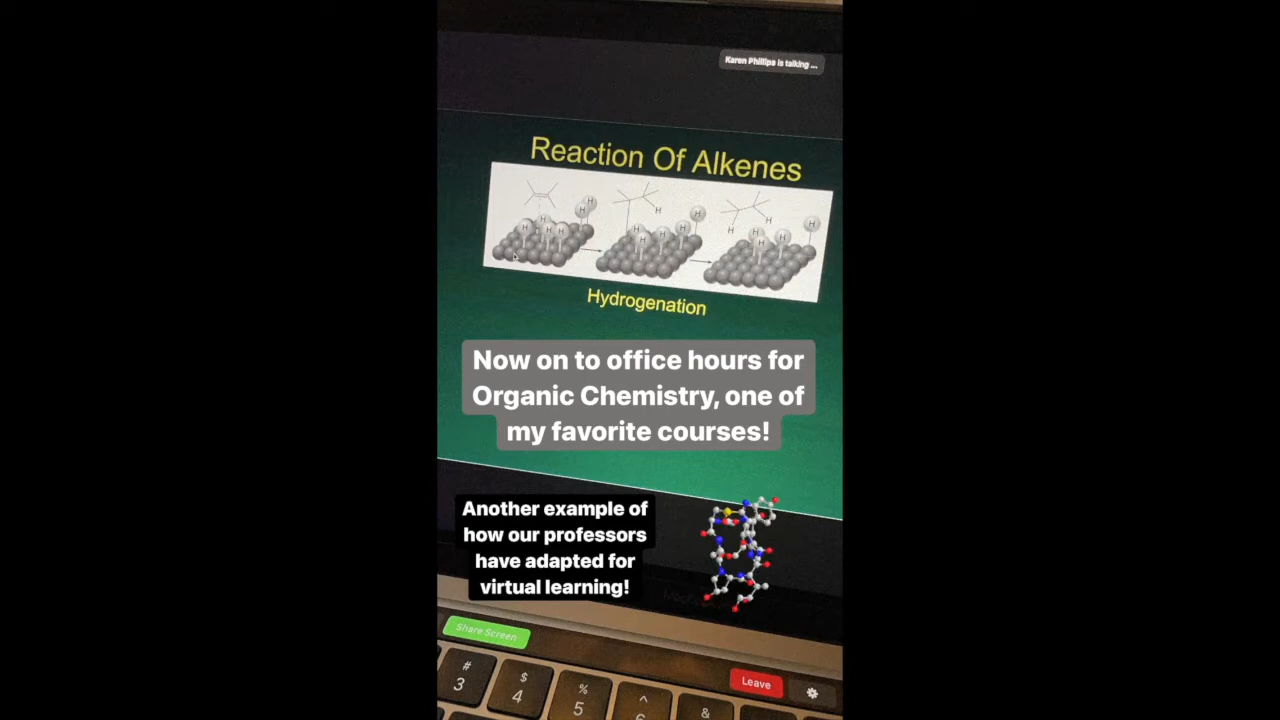 Karen Phillips is talking ...
Reaction Of Alkenes
H H H H H H
H H H H H H
H H H H H H H
Hydrogenation
Now on to office hours for
Organic Chemistry, one of
my favorite courses!
Another example of
how our professors
have adapted for
virtual learning!
Share Screen
Leave
# $ % ^ &
3 4 5 6